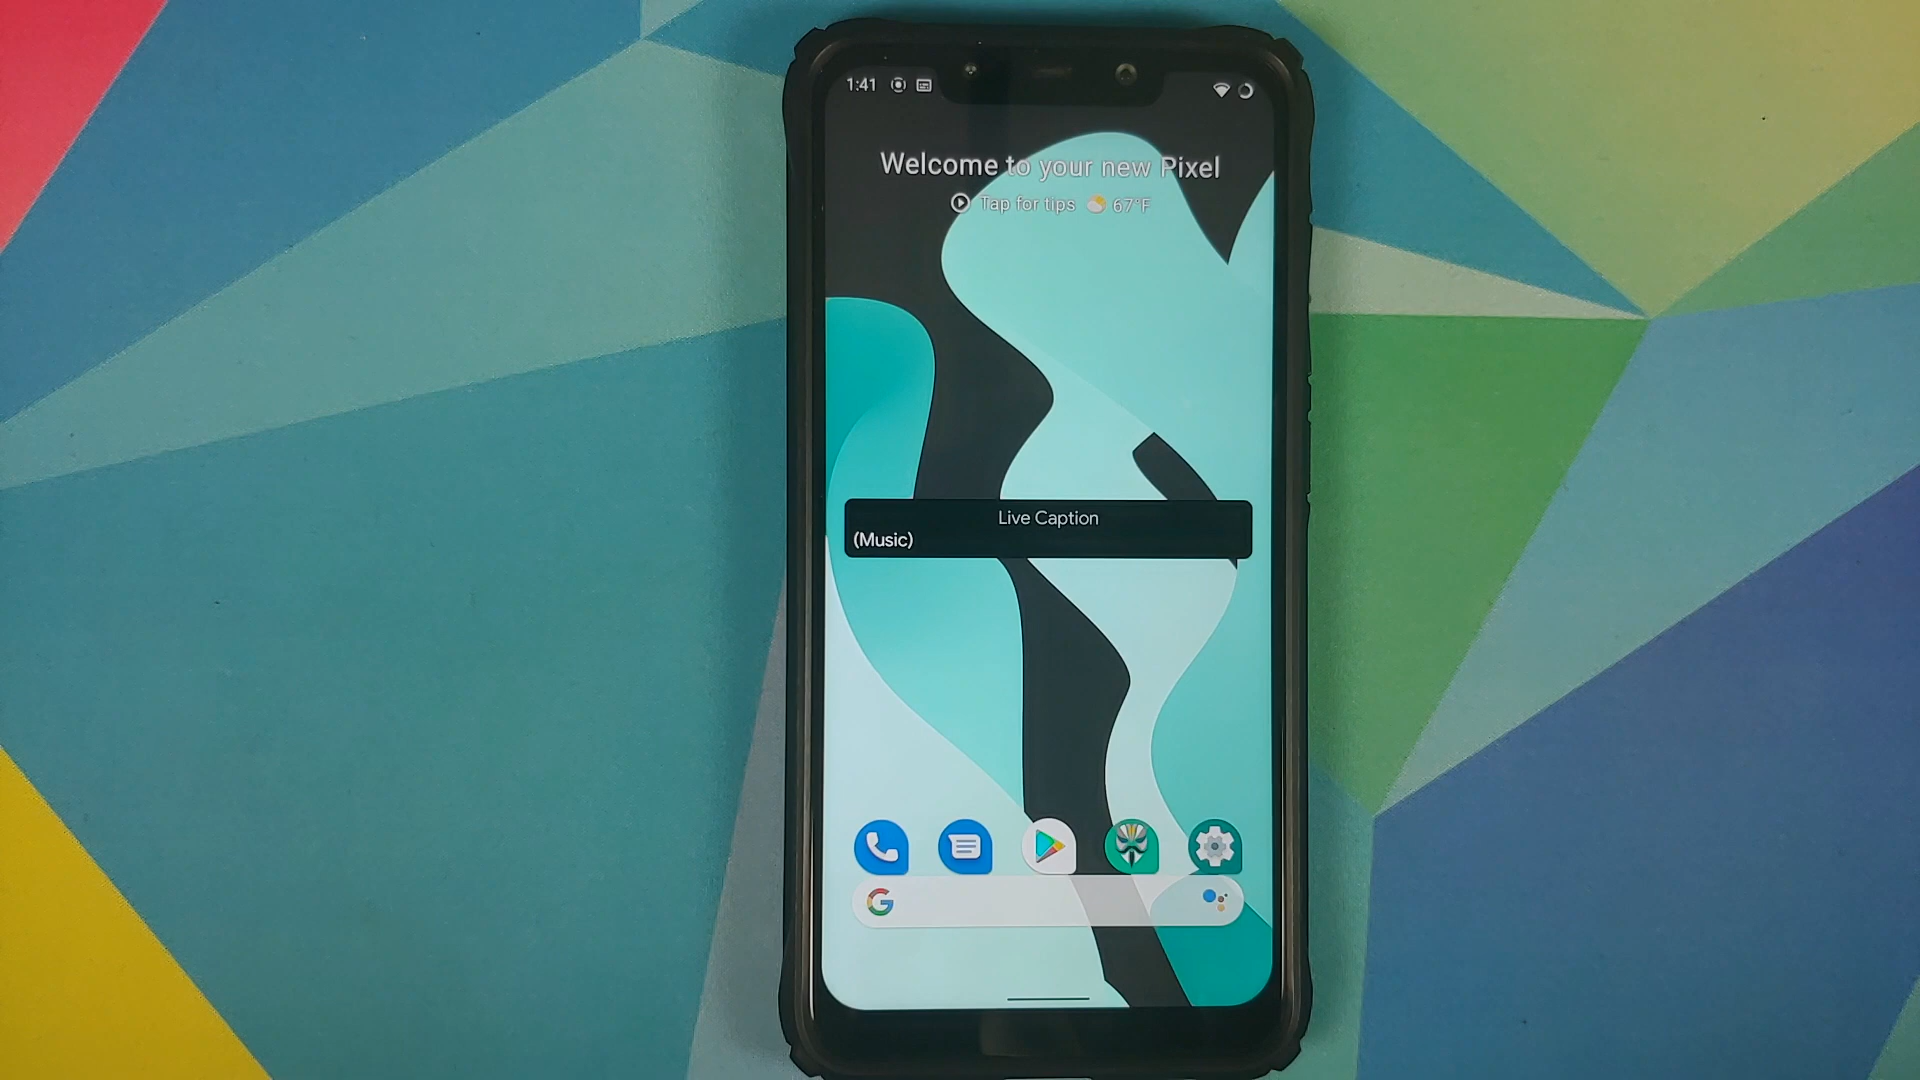 1:41
Welcome to your new Pixel
Tap for tips 67°F
Live Caption
(Music)
G